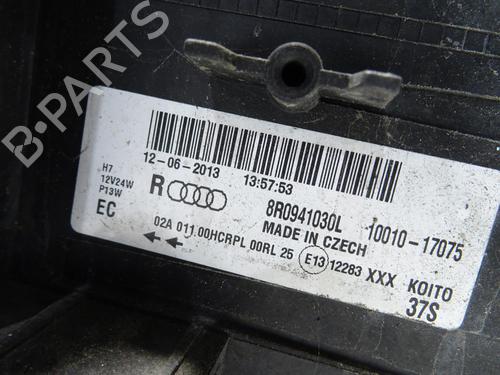 B-PARTS
12-06-2013 13:57:53
H7
12V24W
P13W
R
8R0941030L 10010-17075
EC
MADE IN CZECH
02A 011.00HCRPL 00RL 25 E13 12283 XXX KOITO
37S